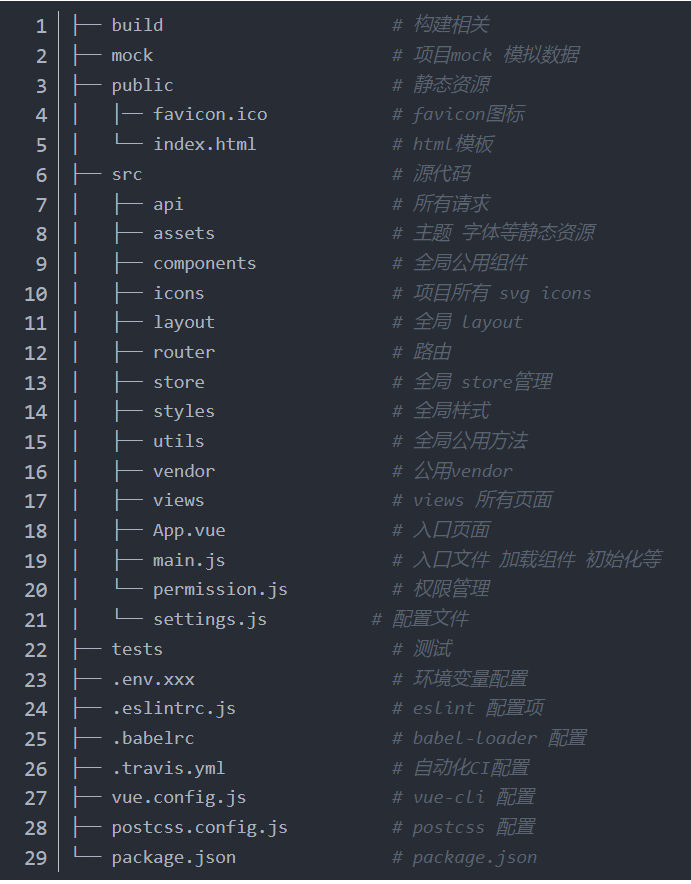 1 ├── build                      # 构建相关
2 ├── mock                       # 项目mock 模拟数据
3 ├── public                     # 静态资源
4 │   │── favicon.ico            # favicon图标
5 │   └── index.html             # html模板
6 ├── src                        # 源代码
7 │   ├── api                    # 所有请求
8 │   ├── assets                 # 主题 字体等静态资源
9 │   ├── components             # 全局公用组件
10 │   ├── icons                  # 项目所有 svg icons
11 │   ├── layout                 # 全局 layout
12 │   ├── router                 # 路由
13 │   ├── store                  # 全局 store管理
14 │   ├── styles                 # 全局样式
15 │   ├── utils                  # 全局公用方法
16 │   ├── vendor                 # 公用vendor
17 │   ├── views                  # views 所有页面
18 │   ├── App.vue                # 入口页面
19 │   ├── main.js                # 入口文件 加载组件 初始化等
20 │   └── permission.js          # 权限管理
21 │   └── settings.js          # 配置文件
22 ├── tests                      # 测试
23 ├── .env.xxx                   # 环境变量配置
24 ├── .eslintrc.js               # eslint 配置项
25 ├── .babelrc                   # babel-loader 配置
26 ├── .travis.yml                # 自动化CI配置
27 ├── vue.config.js              # vue-cli 配置
28 ├── postcss.config.js          # postcss 配置
29 └── package.json               # package.json